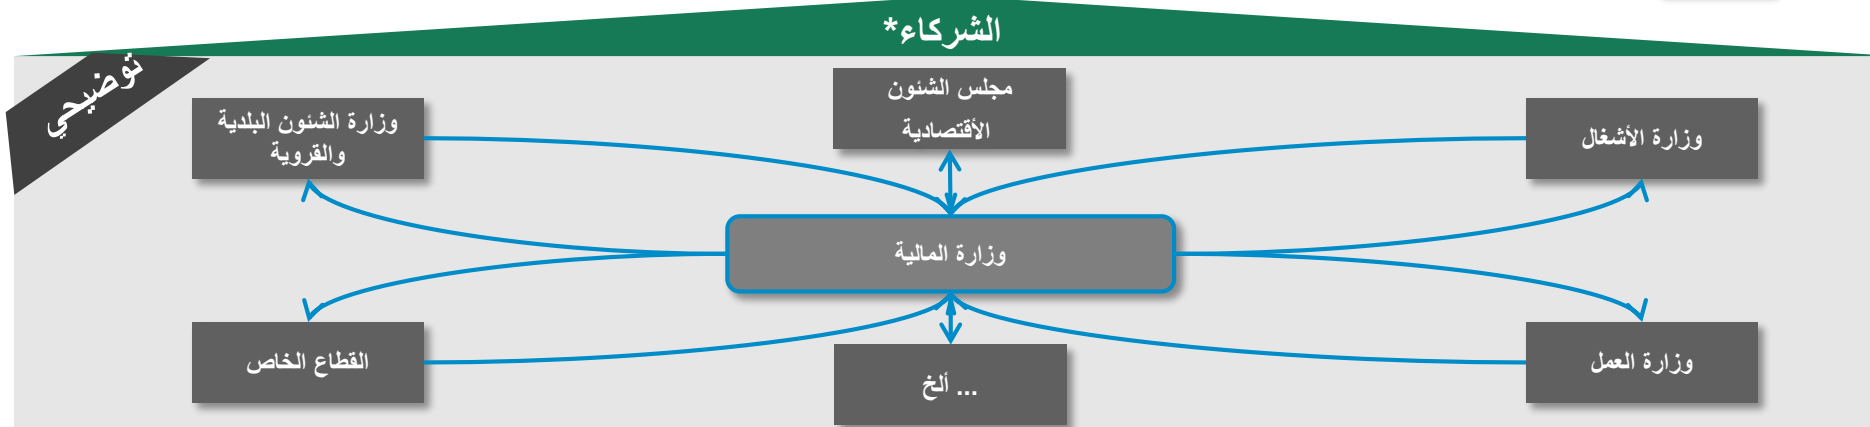 الشركاء*
توضيحي
مجلس الشئون
الأقتصادية
وزارة الأشغال
وزارة الشئون البلدية
والقروية
وزارة المالية
وزارة العمل
... ألخ
القطاع الخاص